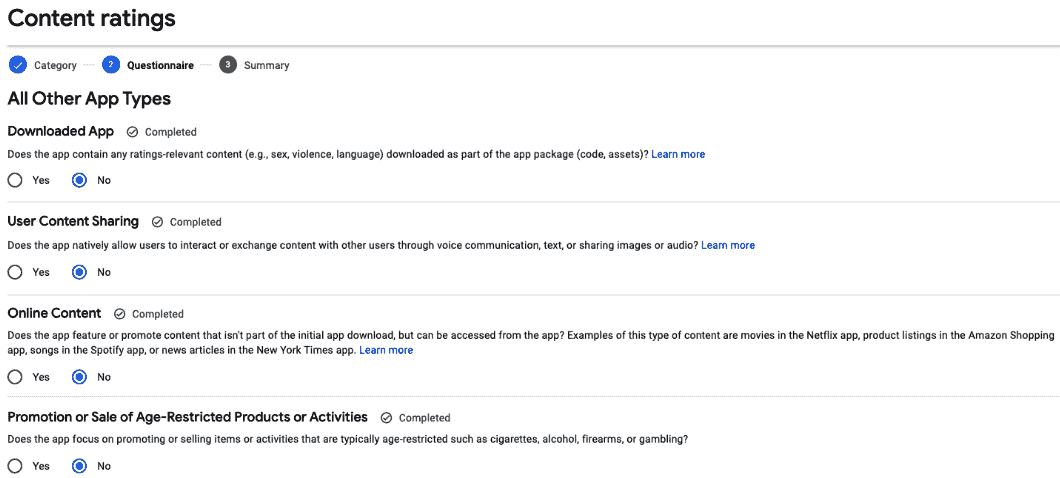 Content ratings
Category
2
Questionnaire
3
Summary
All Other App Types
Downloaded App
Completed
Does the app contain any ratings-relevant content (e.g., sex, violence, language) downloaded as part of the app package (code, assets)? Learn more
Yes
No
User Content Sharing
Completed
Does the app natively allow users to interact or exchange content with other users through voice communication, text, or sharing images or audio? Learn more
Yes
No
Online Content
Completed
Does the app feature or promote content that isn't part of the initial app download, but can be accessed from the app? Examples of this type of content are movies in the Netflix app, product listings in the Amazon Shopping
app, songs in the Spotify app, or news articles in the New York Times app. Learn more
Yes
No
Promotion or Sale of Age-Restricted Products or Activities
Completed
Does the app focus on promoting or selling items or activities that are typically age-restricted such as cigarettes, alcohol, firearms, or gambling?
Yes
No